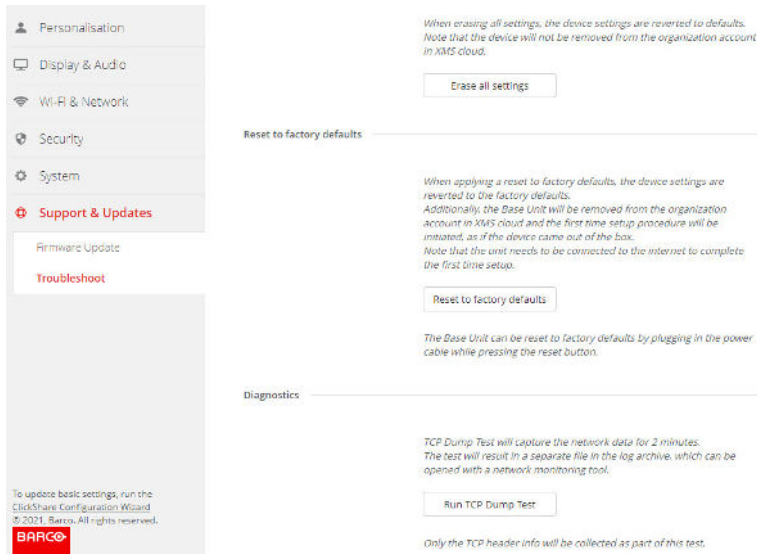 Personalisation
Display & Audio
Wi-Fi & Network
Security
System
Support & Updates
Firmware Update
Troubleshoot
To update basic settings, run the
ClickShare Configuration Wizard
© 2021, Barco. All rights reserved.
BARCO
When erasing all settings, the device settings are reverted to defaults.
Note that the device will not be removed from the organization account
in XMS cloud.
Erase all settings
Reset to factory defaults
When applying a reset to factory defaults, the device settings are
reverted to the factory defaults.
Additionally, the Base Unit will be removed from the organization
account in XMS cloud and the first time setup procedure will be
initiated, as if the device came out of the box.
Note that the unit needs to be connected to the internet to complete
the first time setup.
Reset to factory defaults
The Base Unit can be reset to factory defaults by plugging in the power
cable while pressing the reset button.
Diagnostics
TCP Dump Test will capture the network data for 2 minutes.
The test will result in a separate file in the log archive, which can be
opened with a network monitoring tool.
Run TCP Dump Test
Only the TCP header info will be collected as part of this test.